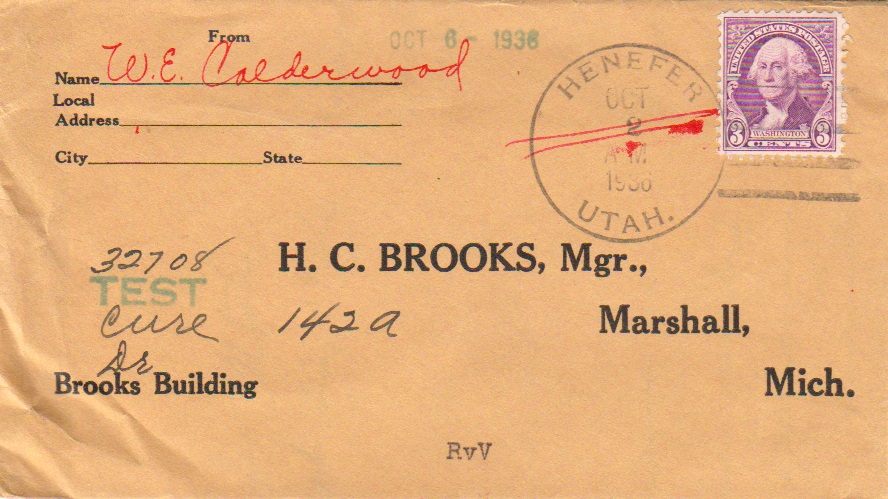 From
OCT 6 - 1936
Name W.E. Calderwood
Local
Address
City State
HENEFER
OCT
2
A M
1936
UTAH.
UNITED STATES POSTAGE
3 WASHINGTON 3
CENTS
32708
TEST
cure 142a
Dr
H. C. BROOKS, Mgr.,
Marshall,
Brooks Building
Mich.
RvV